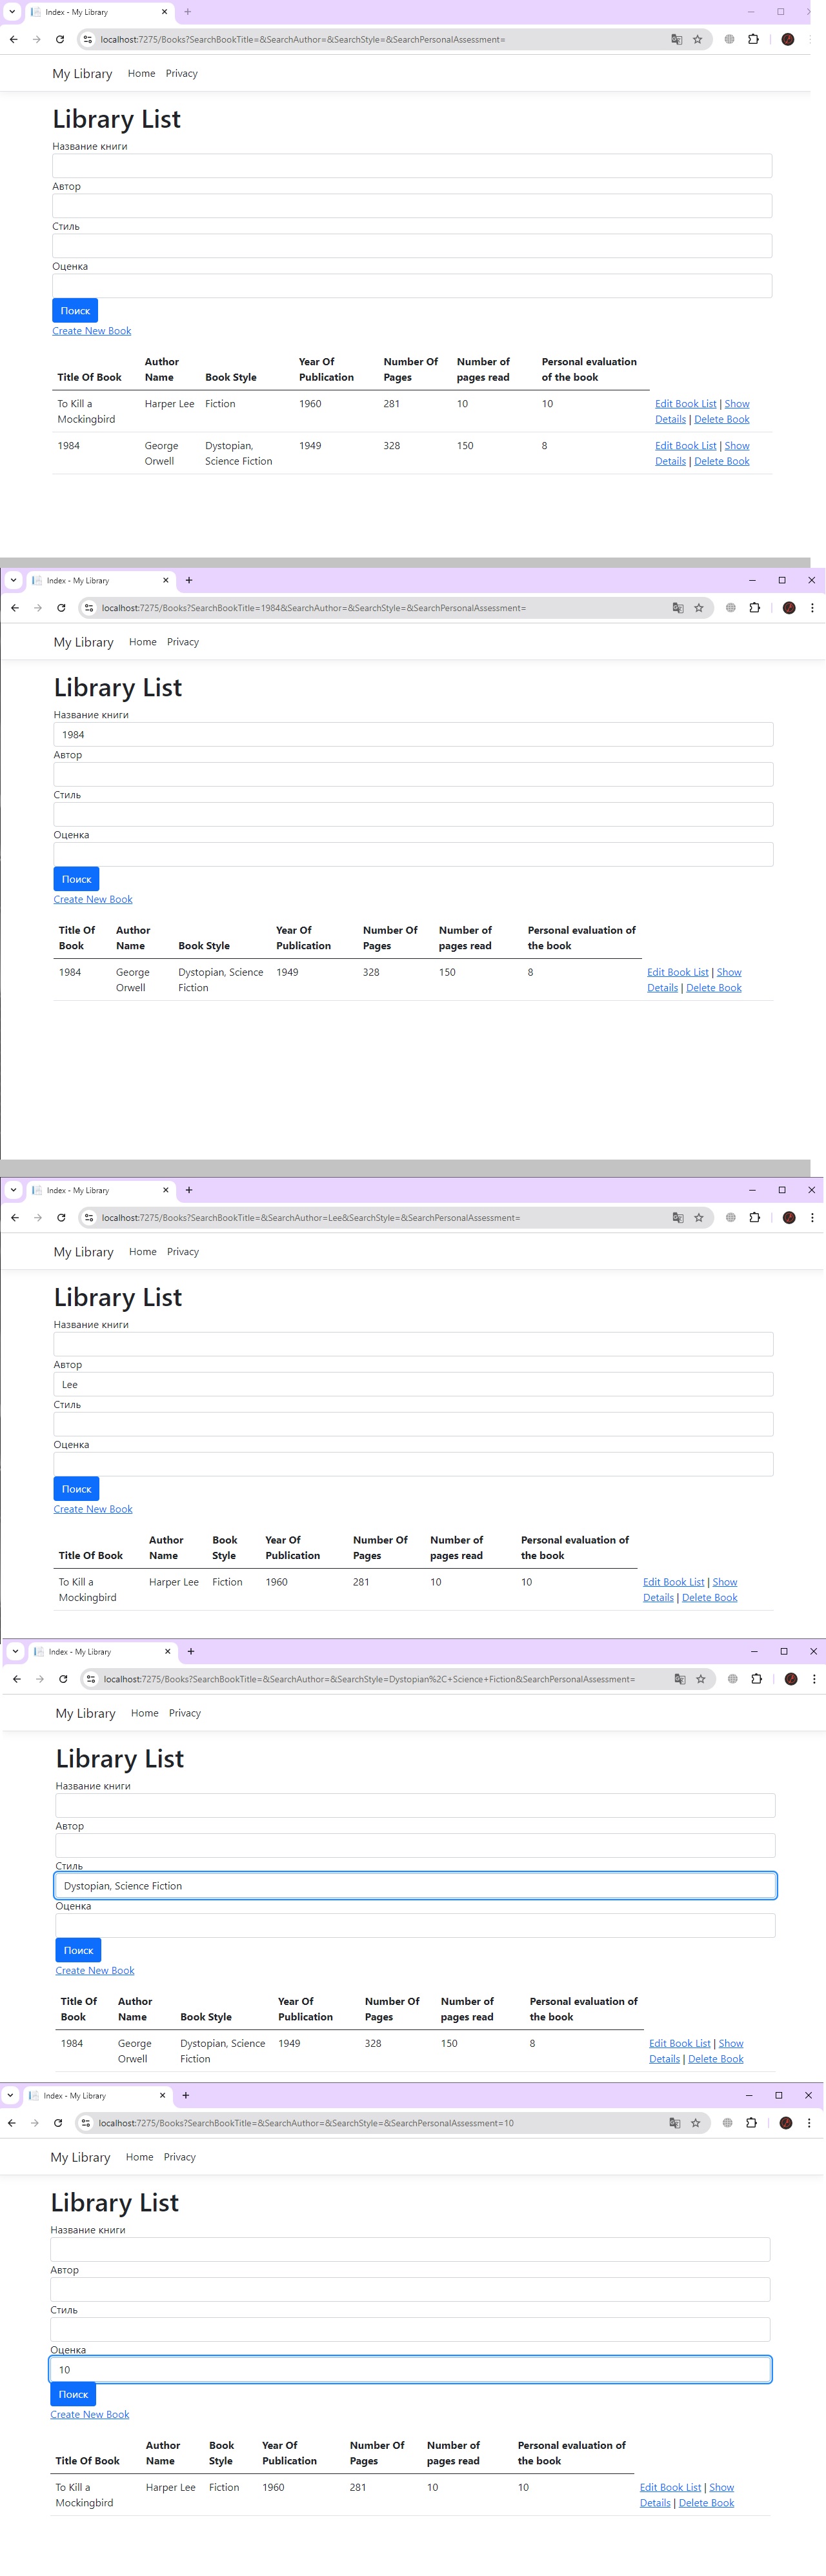 Index - My Library
localhost:7275/Books?SearchBookTitle=&SearchAuthor=&SearchStyle=&SearchPersonalAssessment=
My Library Home Privacy
Library List
Название книги
Автор
Стиль
Оценка
Поиск
Create New Book
Title Of Book Author Name Book Style Year Of Publication Number Of Pages Number of pages read Personal evaluation of the book
To Kill a Mockingbird Harper Lee Fiction 1960 281 10 10 Edit Book List | Show Details | Delete Book
1984 George Orwell Dystopian, Science Fiction 1949 328 150 8 Edit Book List | Show Details | Delete Book
Index - My Library
localhost:7275/Books?SearchBookTitle=1984&SearchAuthor=&SearchStyle=&SearchPersonalAssessment=
My Library Home Privacy
Library List
Название книги
1984
Автор
Стиль
Оценка
Поиск
Create New Book
Title Of Book Author Name Book Style Year Of Publication Number Of Pages Number of pages read Personal evaluation of the book
1984 George Orwell Dystopian, Science Fiction 1949 328 150 8 Edit Book List | Show Details | Delete Book
Index - My Library
localhost:7275/Books?SearchBookTitle=&SearchAuthor=Lee&SearchStyle=&SearchPersonalAssessment=
My Library Home Privacy
Library List
Название книги
Автор
Lee
Стиль
Оценка
Поиск
Create New Book
Title Of Book Author Name Book Style Year Of Publication Number Of Pages Number of pages read Personal evaluation of the book
To Kill a Mockingbird Harper Lee Fiction 1960 281 10 10 Edit Book List | Show Details | Delete Book
Index - My Library
localhost:7275/Books?SearchBookTitle=&SearchAuthor=&SearchStyle=Dystopian%2C+Science+Fiction&SearchPersonalAssessment=
My Library Home Privacy
Library List
Название книги
Автор
Стиль
Dystopian, Science Fiction
Оценка
Поиск
Create New Book
Title Of Book Author Name Book Style Year Of Publication Number Of Pages Number of pages read Personal evaluation of the book
1984 George Orwell Dystopian, Science Fiction 1949 328 150 8 Edit Book List | Show Details | Delete Book
Index - My Library
localhost:7275/Books?SearchBookTitle=&SearchAuthor=&SearchStyle=&SearchPersonalAssessment=10
My Library Home Privacy
Library List
Название книги
Автор
Стиль
Оценка
10
Поиск
Create New Book
Title Of Book Author Name Book Style Year Of Publication Number Of Pages Number of pages read Personal evaluation of the book
To Kill a Mockingbird Harper Lee Fiction 1960 281 10 10 Edit Book List | Show Details | Delete Book